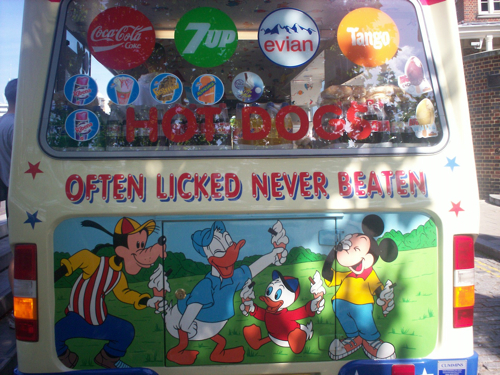 Coca-Cola
Coke
7UP
evian
Tango
HOT DOGS
OFTEN LICKED NEVER BEATEN